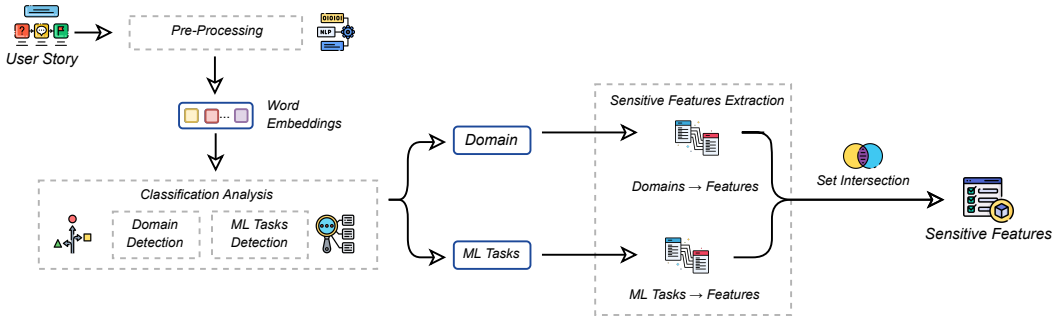 User Story
Pre-Processing
010101
NLP
Word
Embeddings
Classification Analysis
Domain
Detection
ML Tasks
Detection
Domain
ML Tasks
Sensitive Features Extraction
Domains → Features
ML Tasks → Features
Set Intersection
Sensitive Features